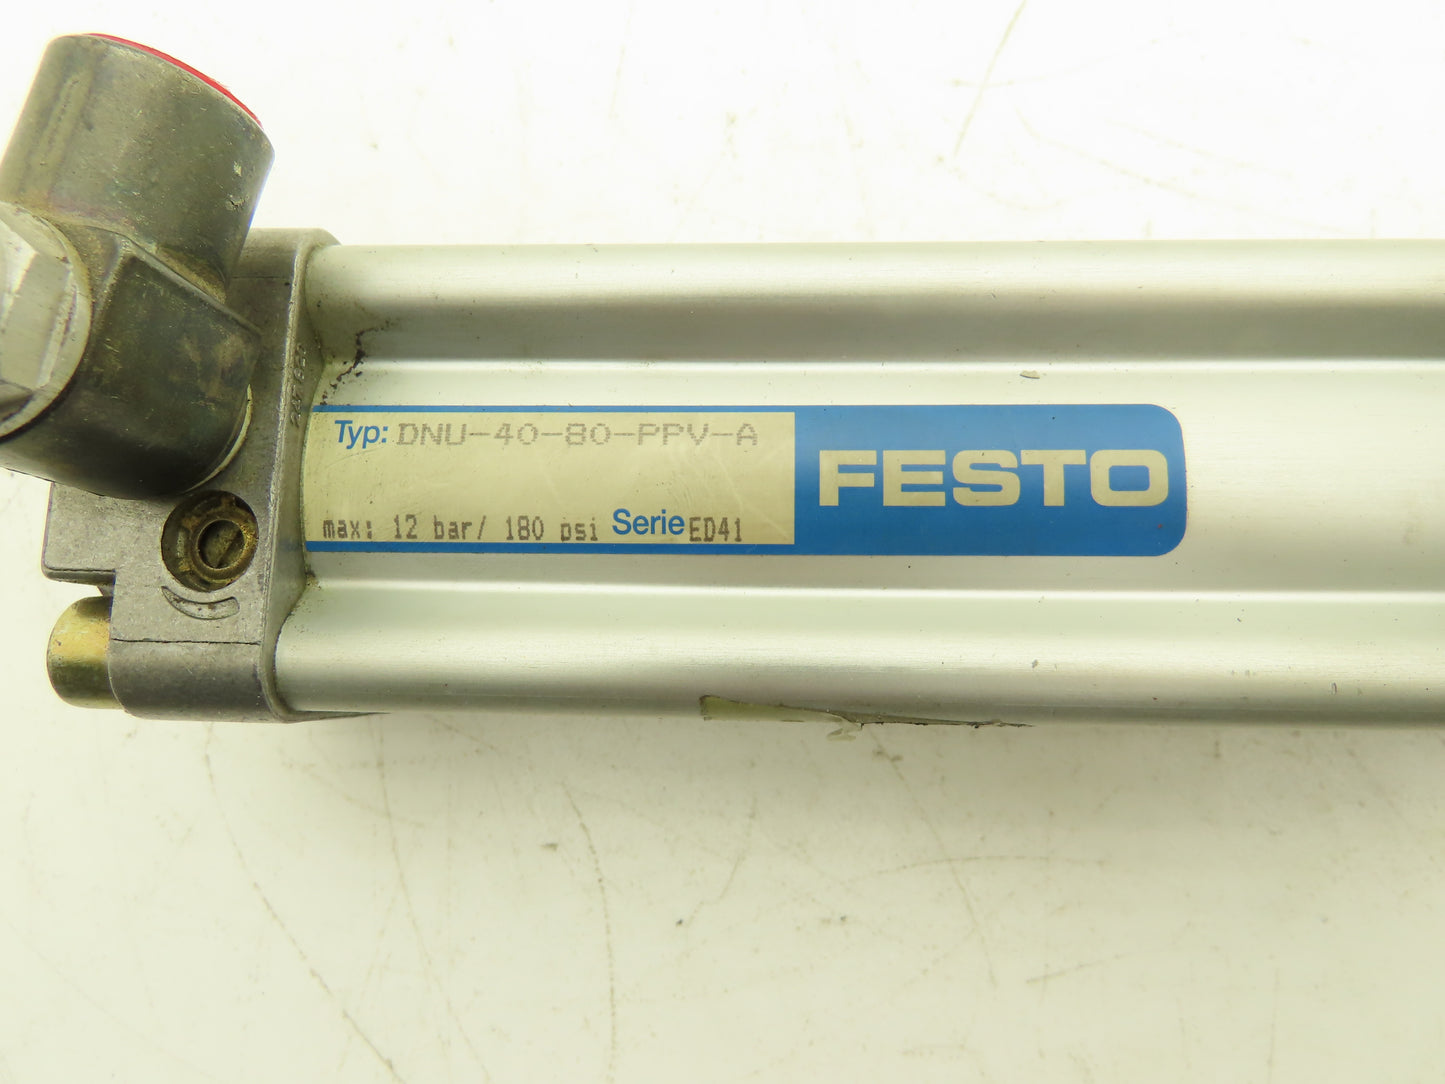 Typ: DNU-40-80-PPV-A
FESTO
max: 12 bar/ 180 psi Serie ED41